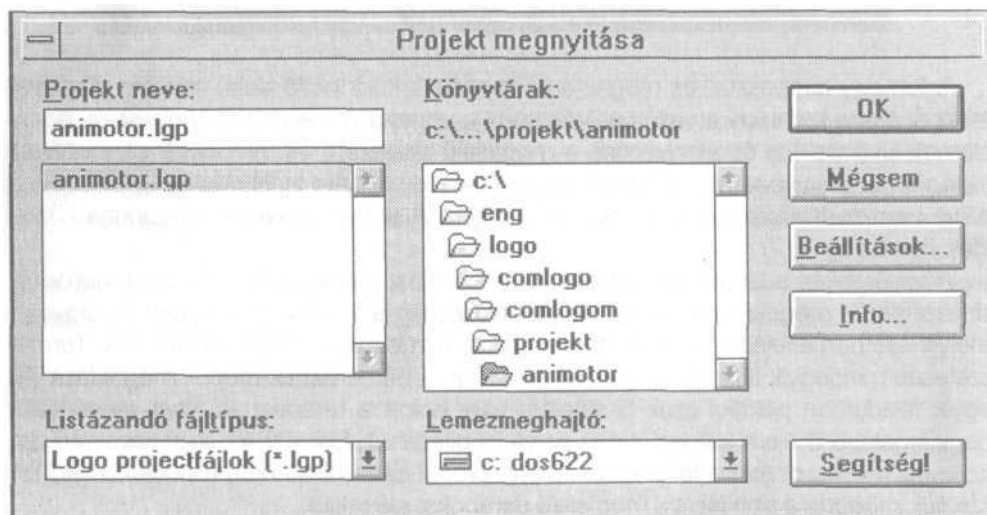 Projekt megnyitása
Projekt neve:
animotor.lgp
animotor.lgp
Könyvtárak:
c:\...\projekt\animotor
c:\
eng
logo
comlogo
comlogom
projekt
animotor
OK
Mégsem
Beállítások...
Info...
Listázandó fájltípus:
Logo projectfájlok (*.lgp)
Lemezmeghajtó:
c: dos622
Segítség!